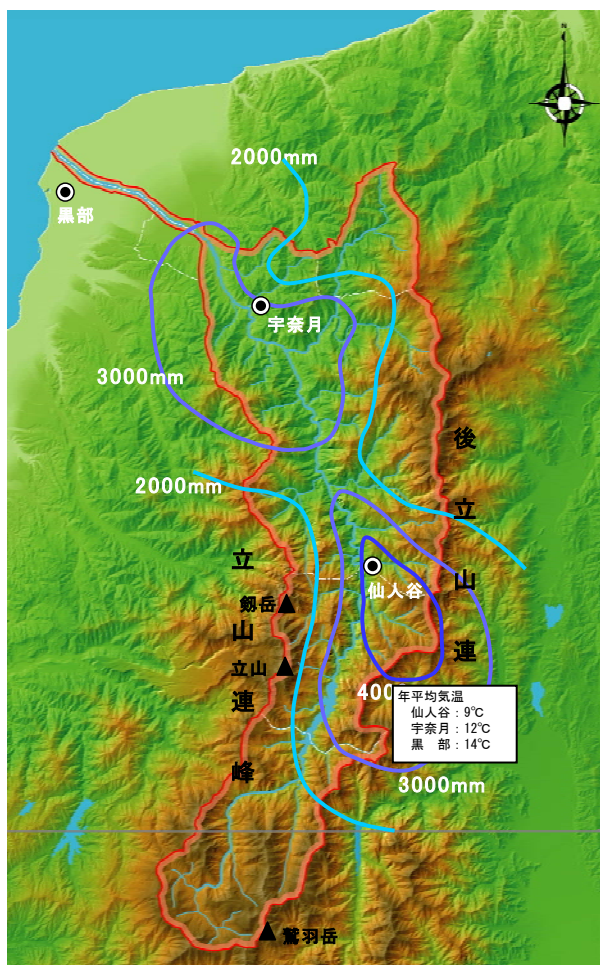 N
2000mm
黒部
宇奈月
3000mm
後立山連
2000mm
仙人谷
立山連峰
剱岳
立山
400
年平均気温
仙人谷：9℃
宇奈月：12℃
黒　部：14℃
3000mm
鷲羽岳